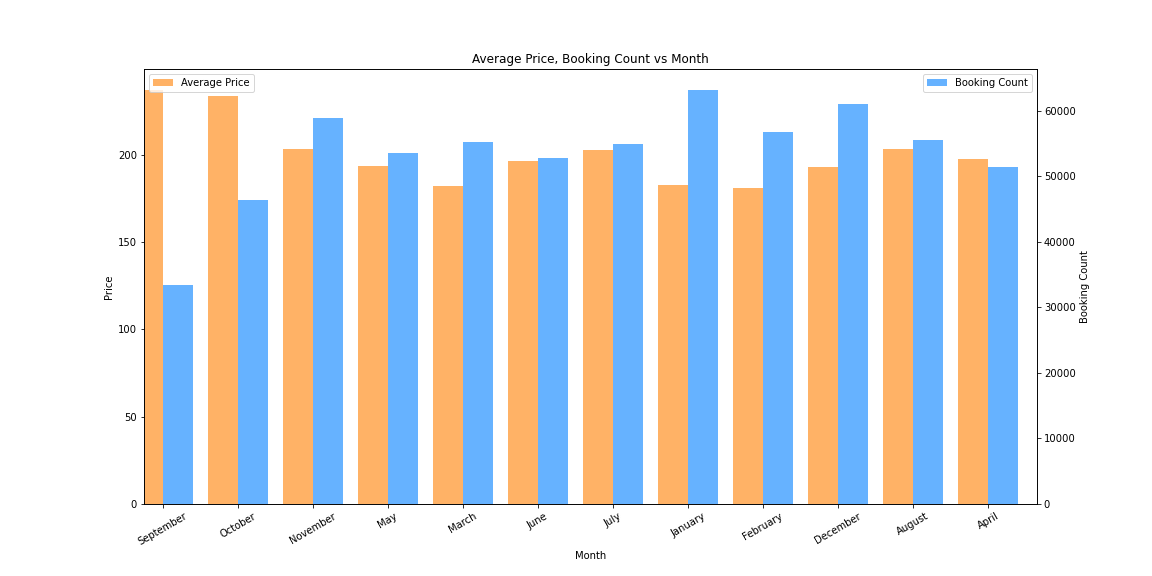 Average Price, Booking Count vs Month
Average Price
Booking Count
200
150
100
50
0
Price
60000
50000
40000
30000
20000
10000
0
Booking Count
September
October
November
May
March
June
July
January
February
December
August
April
Month